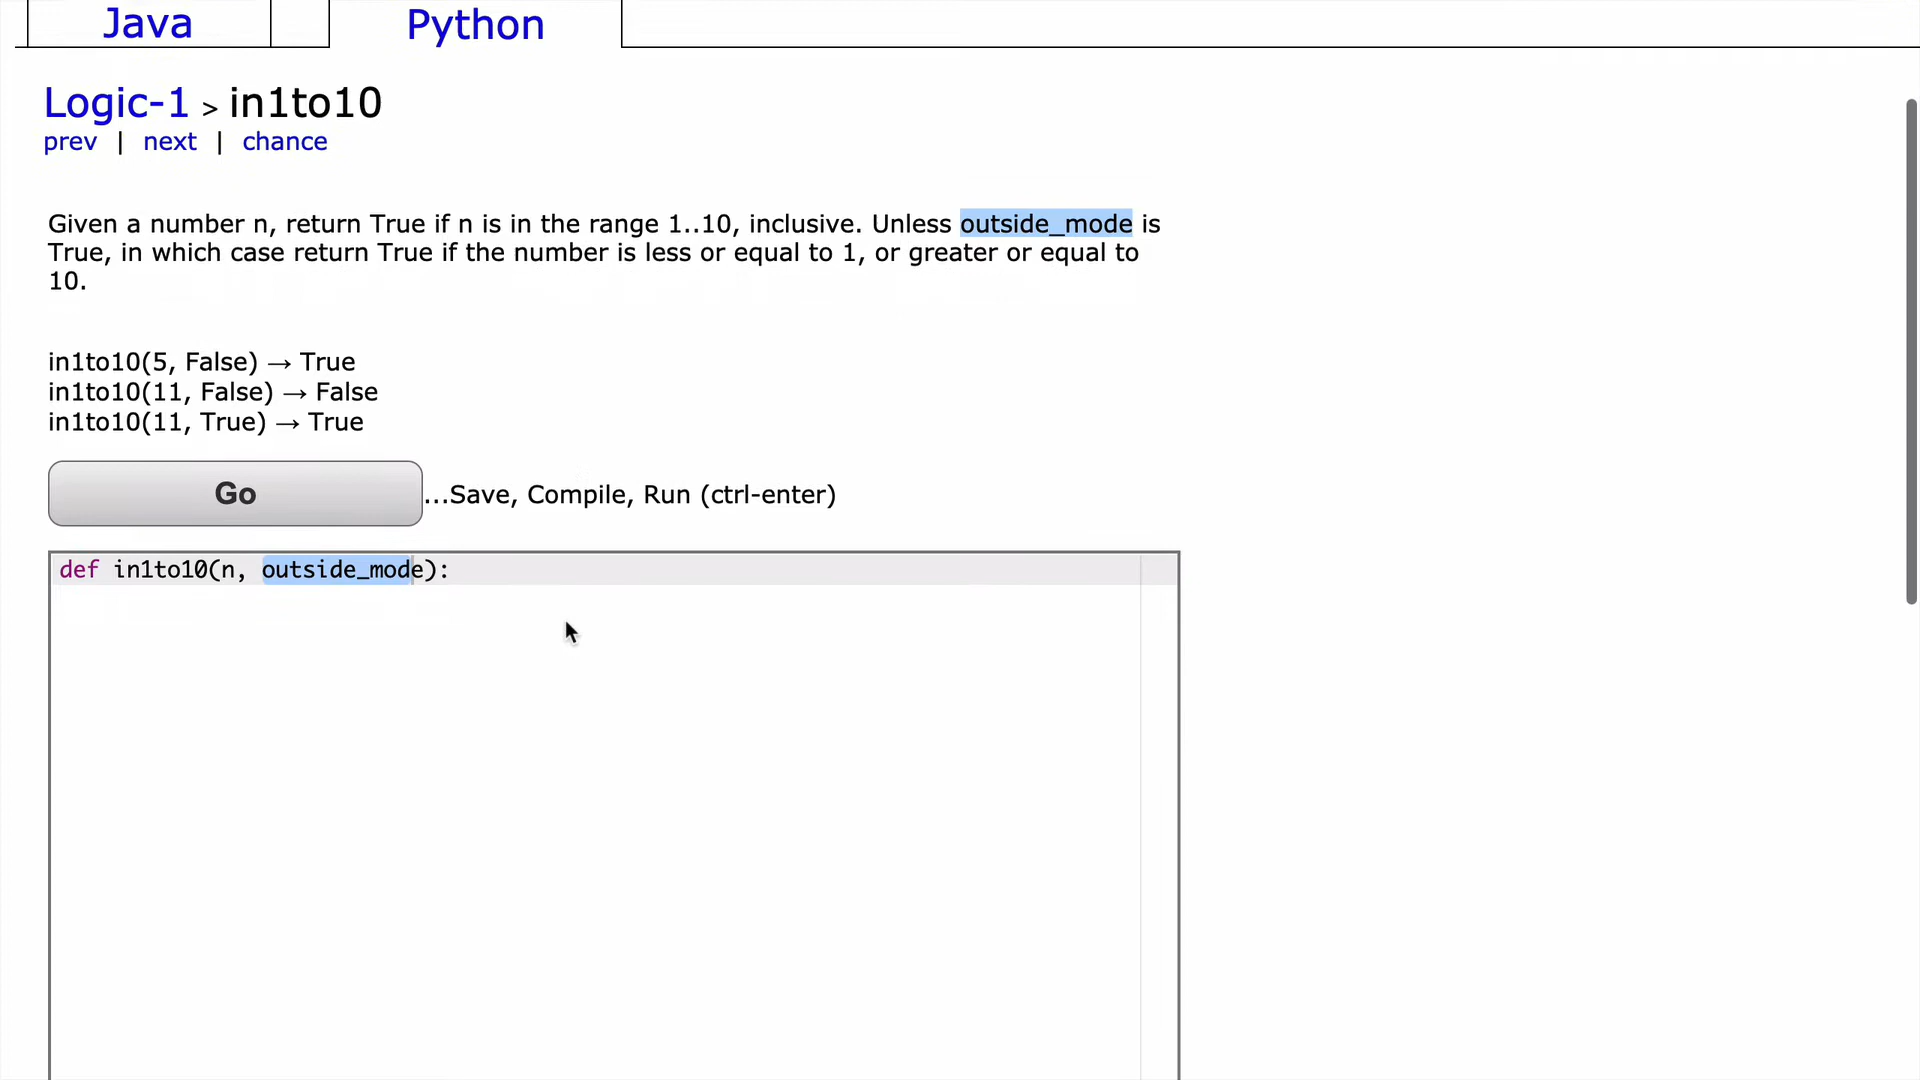 Java Python
Logic-1 > in1to10
prev | next | chance
Given a number n, return True if n is in the range 1..10, inclusive. Unless outside_mode is
True, in which case return True if the number is less or equal to 1, or greater or equal to
10.
in1to10(5, False) → True
in1to10(11, False) → False
in1to10(11, True) → True
Go ...Save, Compile, Run (ctrl-enter)
def in1to10(n, outside_mode):